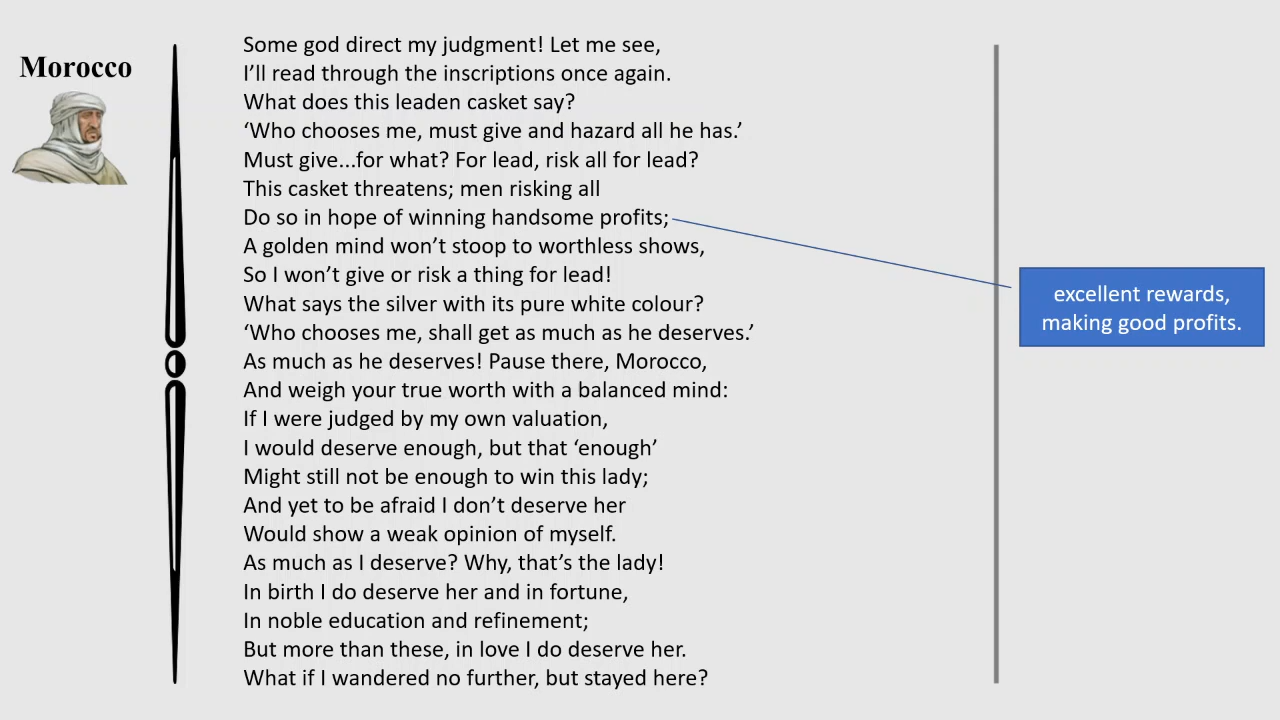 Morocco
Some god direct my judgment! Let me see,
I’ll read through the inscriptions once again.
What does this leaden casket say?
‘Who chooses me, must give and hazard all he has.’
Must give...for what? For lead, risk all for lead?
This casket threatens; men risking all
Do so in hope of winning handsome profits;
A golden mind won’t stoop to worthless shows,
So I won’t give or risk a thing for lead!
What says the silver with its pure white colour?
‘Who chooses me, shall get as much as he deserves.’
As much as he deserves! Pause there, Morocco,
And weigh your true worth with a balanced mind:
If I were judged by my own valuation,
I would deserve enough, but that ‘enough’
Might still not be enough to win this lady;
And yet to be afraid I don’t deserve her
Would show a weak opinion of myself.
As much as I deserve? Why, that’s the lady!
In birth I do deserve her and in fortune,
In noble education and refinement;
But more than these, in love I do deserve her.
What if I wandered no further, but stayed here?
excellent rewards,
making good profits.